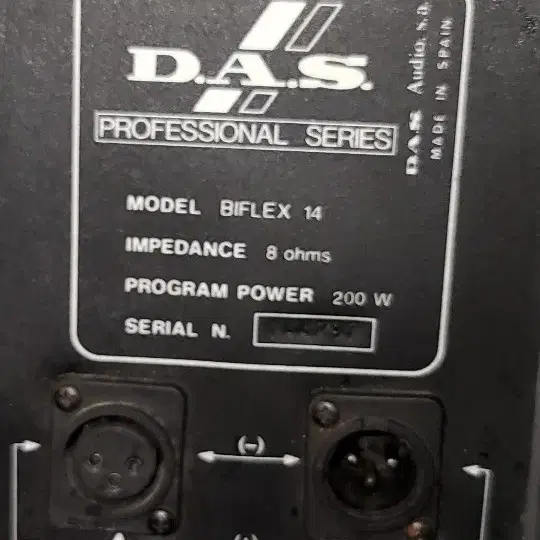 D.A.S.
PROFESSIONAL SERIES
MODEL BIFLEX 14
IMPEDANCE 8 ohms
PROGRAM POWER 200 W
SERIAL N.
D.A.S. Audio, s.a.
MADE IN SPAIN
(-)